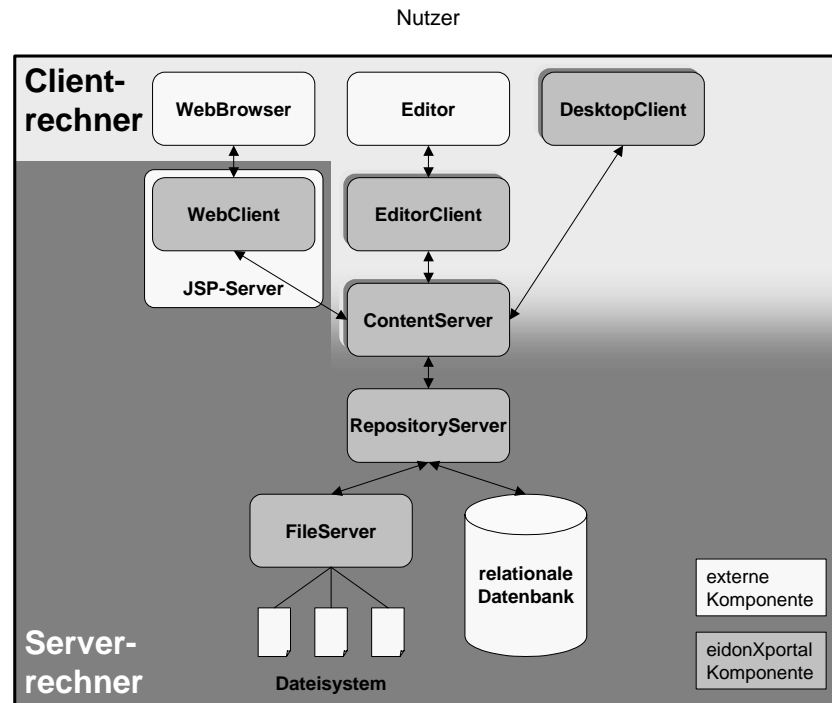 Nutzer
Client-
rechner
WebBrowser
Editor
DesktopClient
WebClient
EditorClient
JSP-Server
ContentServer
RepositoryServer
FileServer
relationale
Datenbank
externe
Komponente
eidonXportal
Komponente
Server-
rechner
Dateisystem